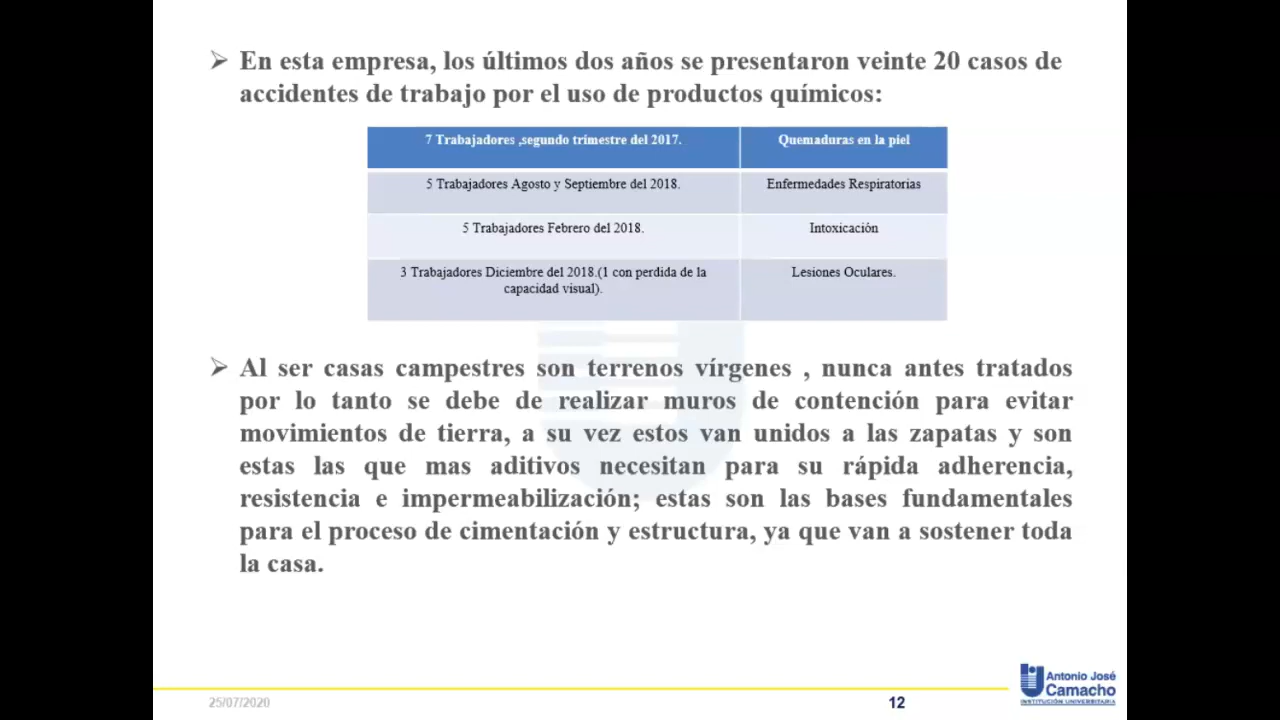 ➢ En esta empresa, los últimos dos años se presentaron veinte 20 casos de
accidentes de trabajo por el uso de productos químicos:
7 Trabajadores ,segundo trimestre del 2017.
Quemaduras en la piel
5 Trabajadores Agosto y Septiembre del 2018.
Enfermedades Respiratorias
5 Trabajadores Febrero del 2018.
Intoxicación
3 Trabajadores Diciembre del 2018.(1 con perdida de la
capacidad visual).
Lesiones Oculares.
➢ Al ser casas campestres son terrenos vírgenes , nunca antes tratados
por lo tanto se debe de realizar muros de contención para evitar
movimientos de tierra, a su vez estos van unidos a las zapatas y son
estas las que mas aditivos necesitan para su rápida adherencia,
resistencia e impermeabilización; estas son las bases fundamentales
para el proceso de cimentación y estructura, ya que van a sostener toda
la casa.
25/07/2020
12
Antonio José
Camacho
INSTITUCIÓN UNIVERSITARIA